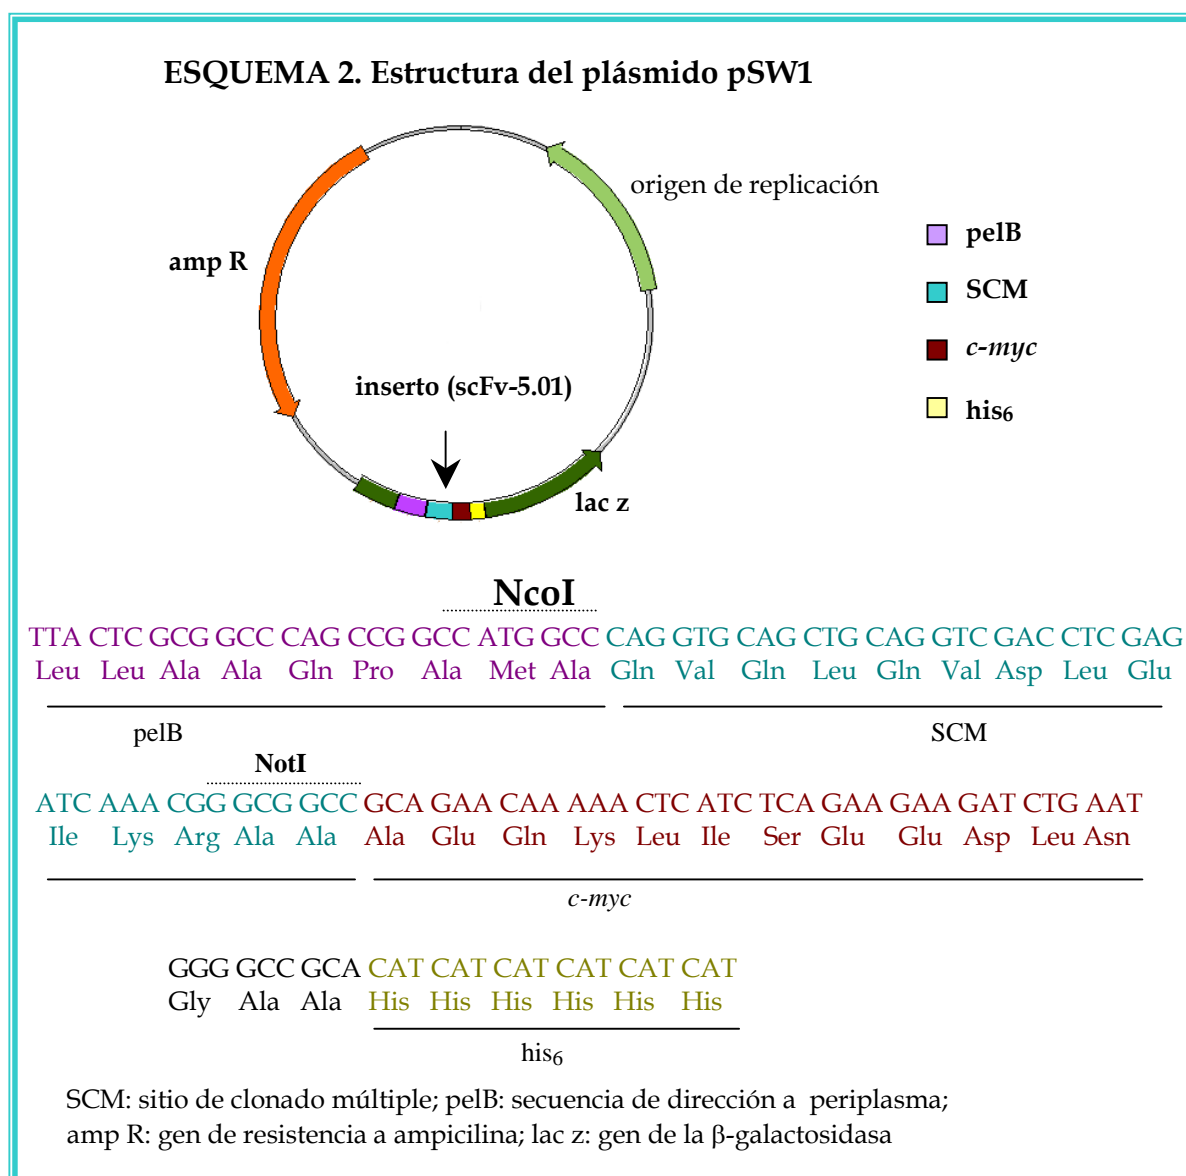 ESQUEMA 2. Estructura del plásmido pSW1
origen de replicación
amp R
pelB
SCM
c-myc
his6
inserto (scFv-5.01)
lac z
NcoI
TTA CTC GCG GCC CAG CCG GCC ATG GCC CAG GTG CAG CTG CAG GTC GAC CTC GAG
Leu Leu Ala Ala Gln Pro Ala Met Ala Gln Val Gln Leu Gln Val Asp Leu Glu
pelB SCM
NotI
ATC AAA CGG GCG GCC GCA GAA CAA AAA CTC ATC TCA GAA GAA GAT CTG AAT
Ile Lys Arg Ala Ala Ala Glu Gln Lys Leu Ile Ser Glu Glu Asp Leu Asn
c-myc
GGG GCC GCA CAT CAT CAT CAT CAT CAT
Gly Ala Ala His His His His His His
his6
SCM: sitio de clonado múltiple; pelB: secuencia de dirección a periplasma;
amp R: gen de resistencia a ampicilina; lac z: gen de la β-galactosidasa